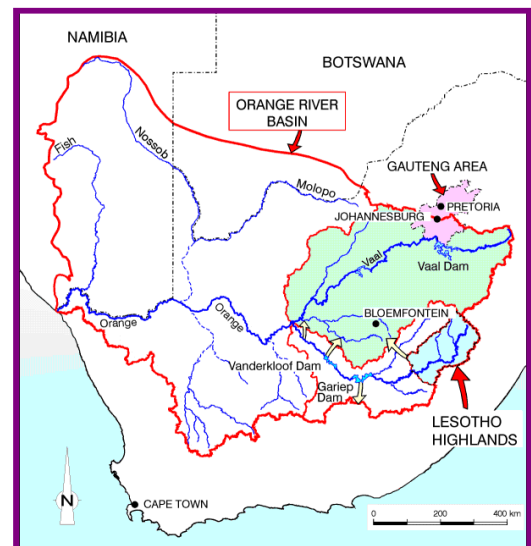 NAMIBIA
BOTSWANA
ORANGE RIVER
BASIN
Fish
Nossob
GAUTENG AREA
Molopo
PRETORIA
JOHANNESBURG
Vaal
Vaal Dam
Orange
Orange
BLOEMFONTEIN
Vanderkloof Dam
Gariep
Dam
LESOTHO
HIGHLANDS
N
CAPE TOWN
0 200 400 km